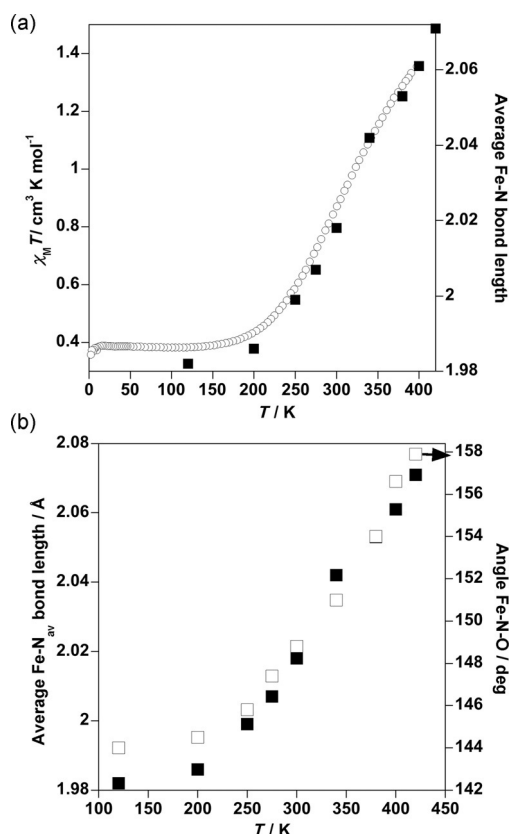 (a)
χM T / cm3 K mol-1
1.4
1.2
1
0.8
0.6
0.4
2.06
2.04
2.02
2
1.98
Average Fe-N bond length
0 50 100 150 200 250 300 350 400
T / K
(b)
Average Fe-Nav bond length / Å
2.08
2.06
2.04
2.02
2
1.98
158
156
154
152
150
148
146
144
142
Angle Fe-N-O / deg
100 150 200 250 300 350 400 450
T / K